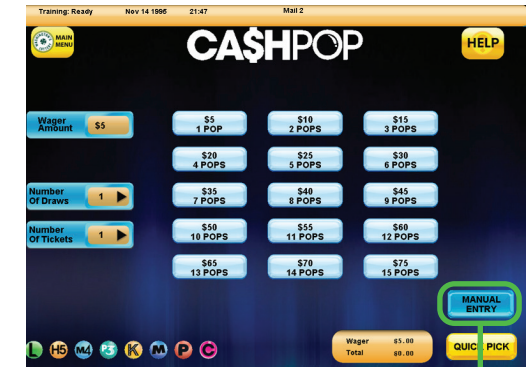 Training: Ready Nov 14 1996 21:47 Mail 2
MAIN MENU
CA$HPOP
HELP
Wager Amount $5
$5 1 POP
$10 2 POPS
$15 3 POPS
$20 4 POPS
$25 5 POPS
$30 6 POPS
Number Of Draws 1
$35 7 POPS
$40 8 POPS
$45 9 POPS
Number Of Tickets 1
$50 10 POPS
$55 11 POPS
$60 12 POPS
$65 13 POPS
$70 14 POPS
$75 15 POPS
MANUAL ENTRY
L H5 M4 P3 K M P C
Wager $5.00
Total $0.00
QUICK PICK